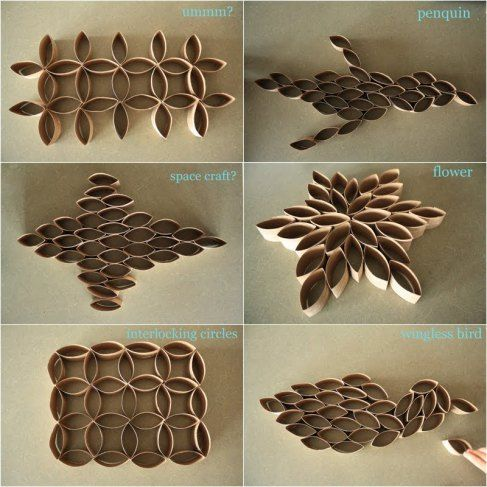 ummm?
penquin
space craft?
flower
interlocking circles
wingless bird